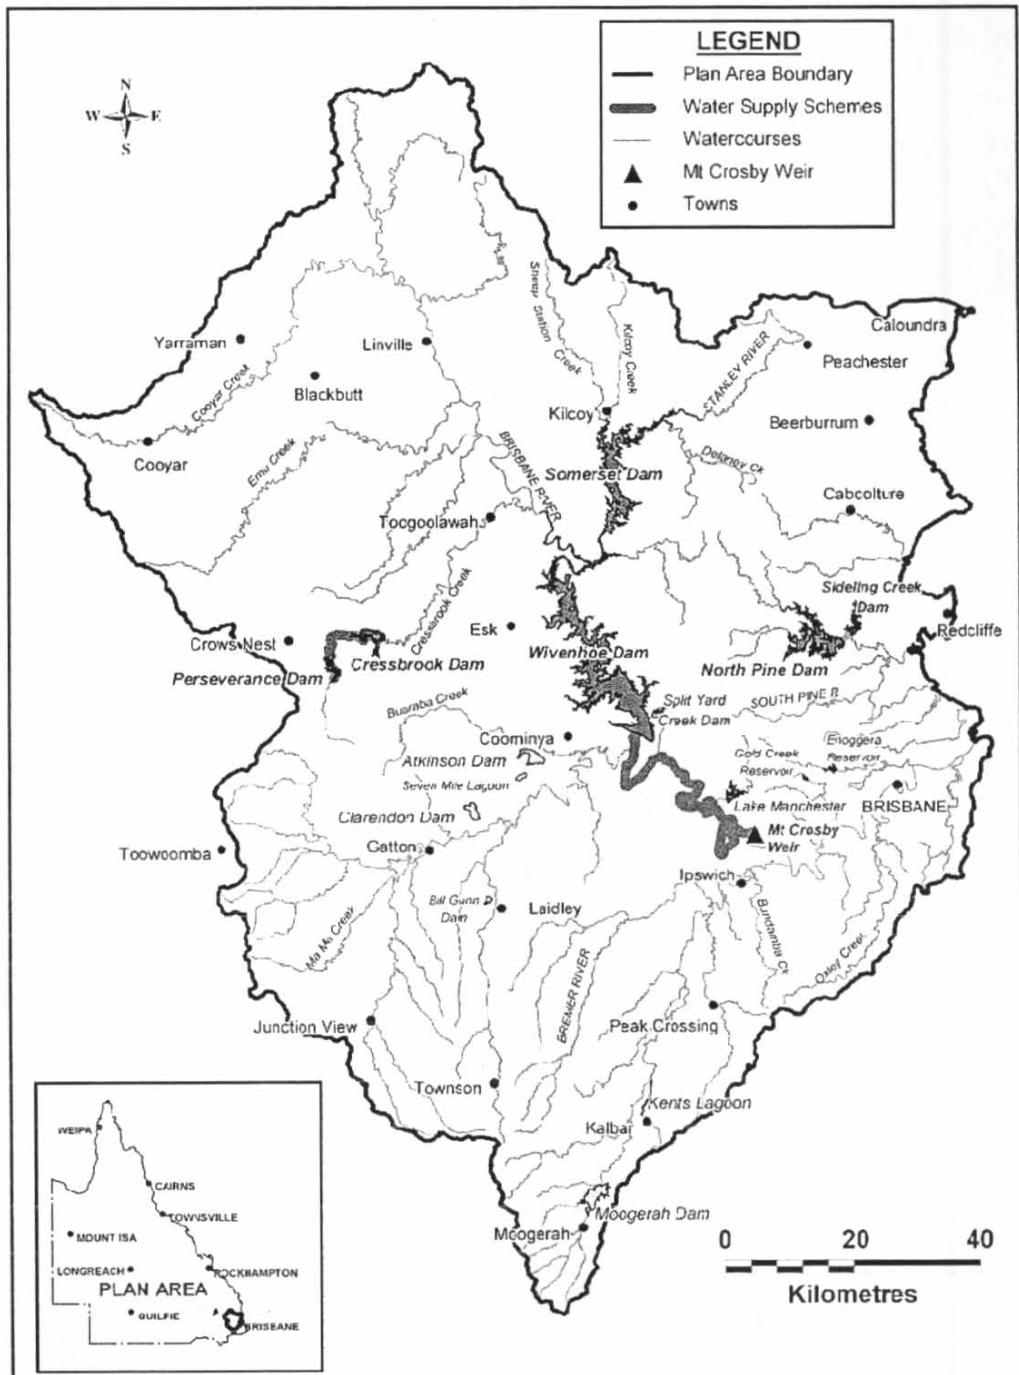 LEGEND
Plan Area Boundary
Water Supply Schemes
Watercourses
Mt Crosby Weir
Towns
N
W E
S
Caloundra
Yarraman
Linville
Peachester
STANLEY RIVER
Sheep Station Creek
Kilcoy Creek
Blackbutt
Cooyar Creek
Kilcoy
Beerburrum
Cooyar
Emu Creek
BRISBANE RIVER
Somerset Dam
Delaney Ck
Cabcolture
Tocgoolawah
Cressbrook Creek
Sideling Creek
Dam
Esk
Redcliffe
Crows Nest
Cressbrook Dam
Wivenhoe Dam
North Pine Dam
Perseverance Dam
Buaraba Creek
Split Yard
Creek Dam
SOUTH PINE R
Coominya
Atkinson Dam
Gold Creek
Reservoir
Enoggera
Reservoir
Seven Mile Lagoon
Lake Manchester
BRISBANE
Clarendon Dam
Mt Crosby
Weir
Toowoomba
Gatton
Ipswich
Bill Gunn
Dam
Laidley
Ma Ma Creek
Bundamba Ck
Oxley Creek
BREMER RIVER
Junction View
Peak Crossing
Townson
Kents Lagoon
Kalbar
Moogerah Dam
Moogerah
0 20 40
Kilometres
WEIPA
CAIRNS
TOWNSVILLE
MOUNT ISA
LONGREACH
ROCKHAMPTON
PLAN AREA
QUILPIE
BRISBANE